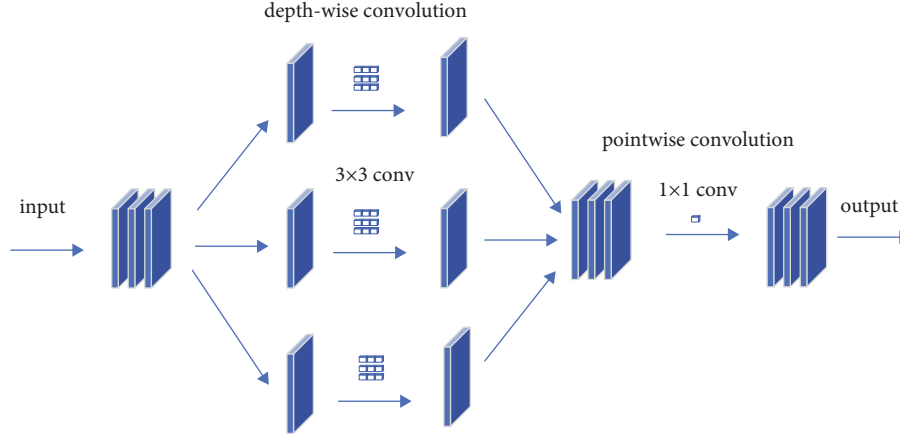 depth-wise convolution
pointwise convolution
3×3 conv
1×1 conv
input
output